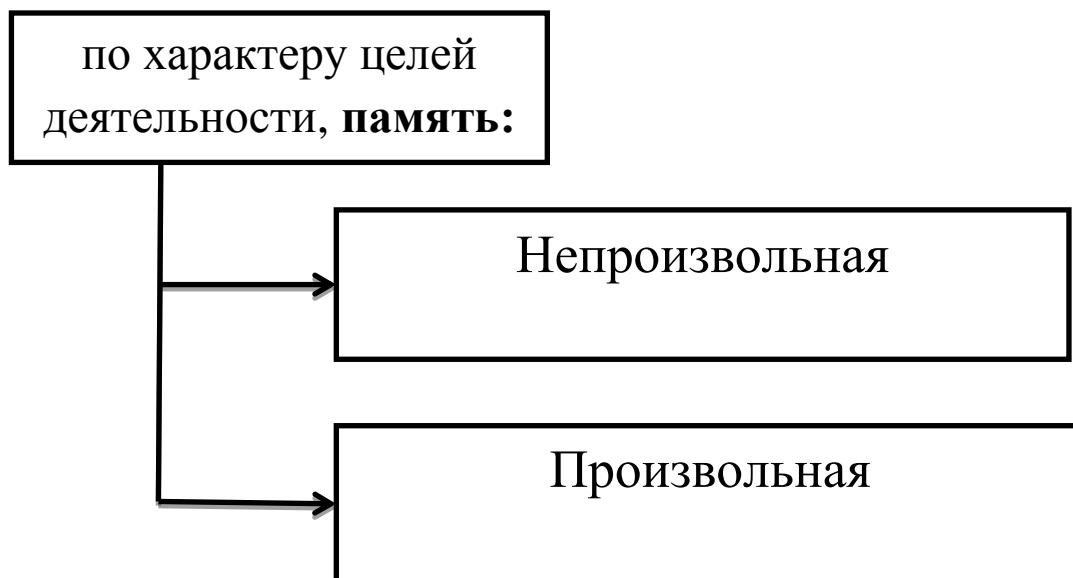 по характеру целей
деятельности, память:
Непроизвольная
Произвольная